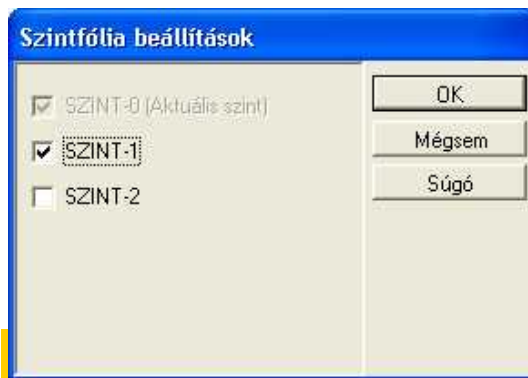 Szintfólia beállítások
SZINT-0 (Aktuális szint)
SZINT-1
SZINT-2
OK
Mégsem
Súgó